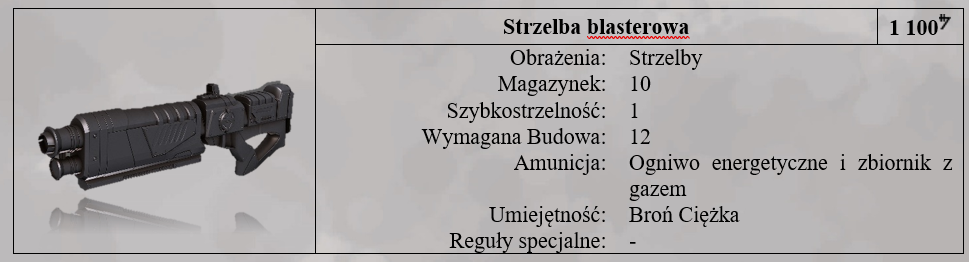 Strzelba blasterowa 1 100
Obrażenia: Strzelby
Magazynek: 10
Szybkostrzelność: 1
Wymagana Budowa: 12
Amunicja: Ogniwo energetyczne i zbiornik z
gazem
Umiejętność: Broń Ciężka
Reguły specjalne: -